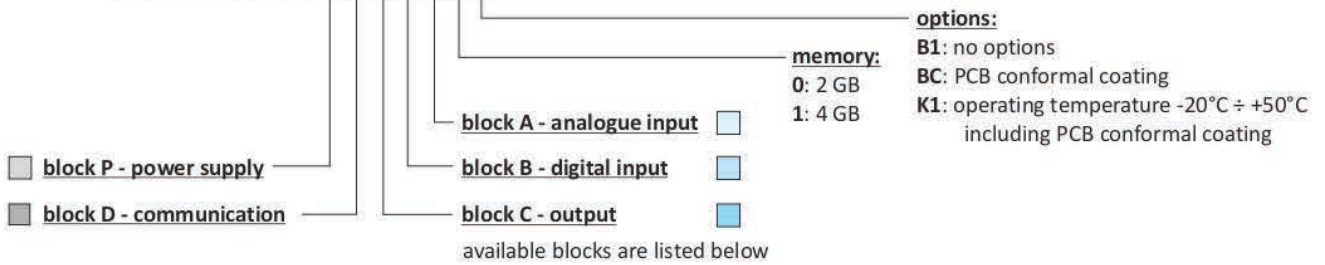 options:
B1: no options
BC: PCB conformal coating
K1: operating temperature -20°C ÷ +50°C
including PCB conformal coating
memory:
0: 2 GB
1: 4 GB
block A - analogue input
block P - power supply
block B - digital input
block D - communication
block C - output
available blocks are listed below